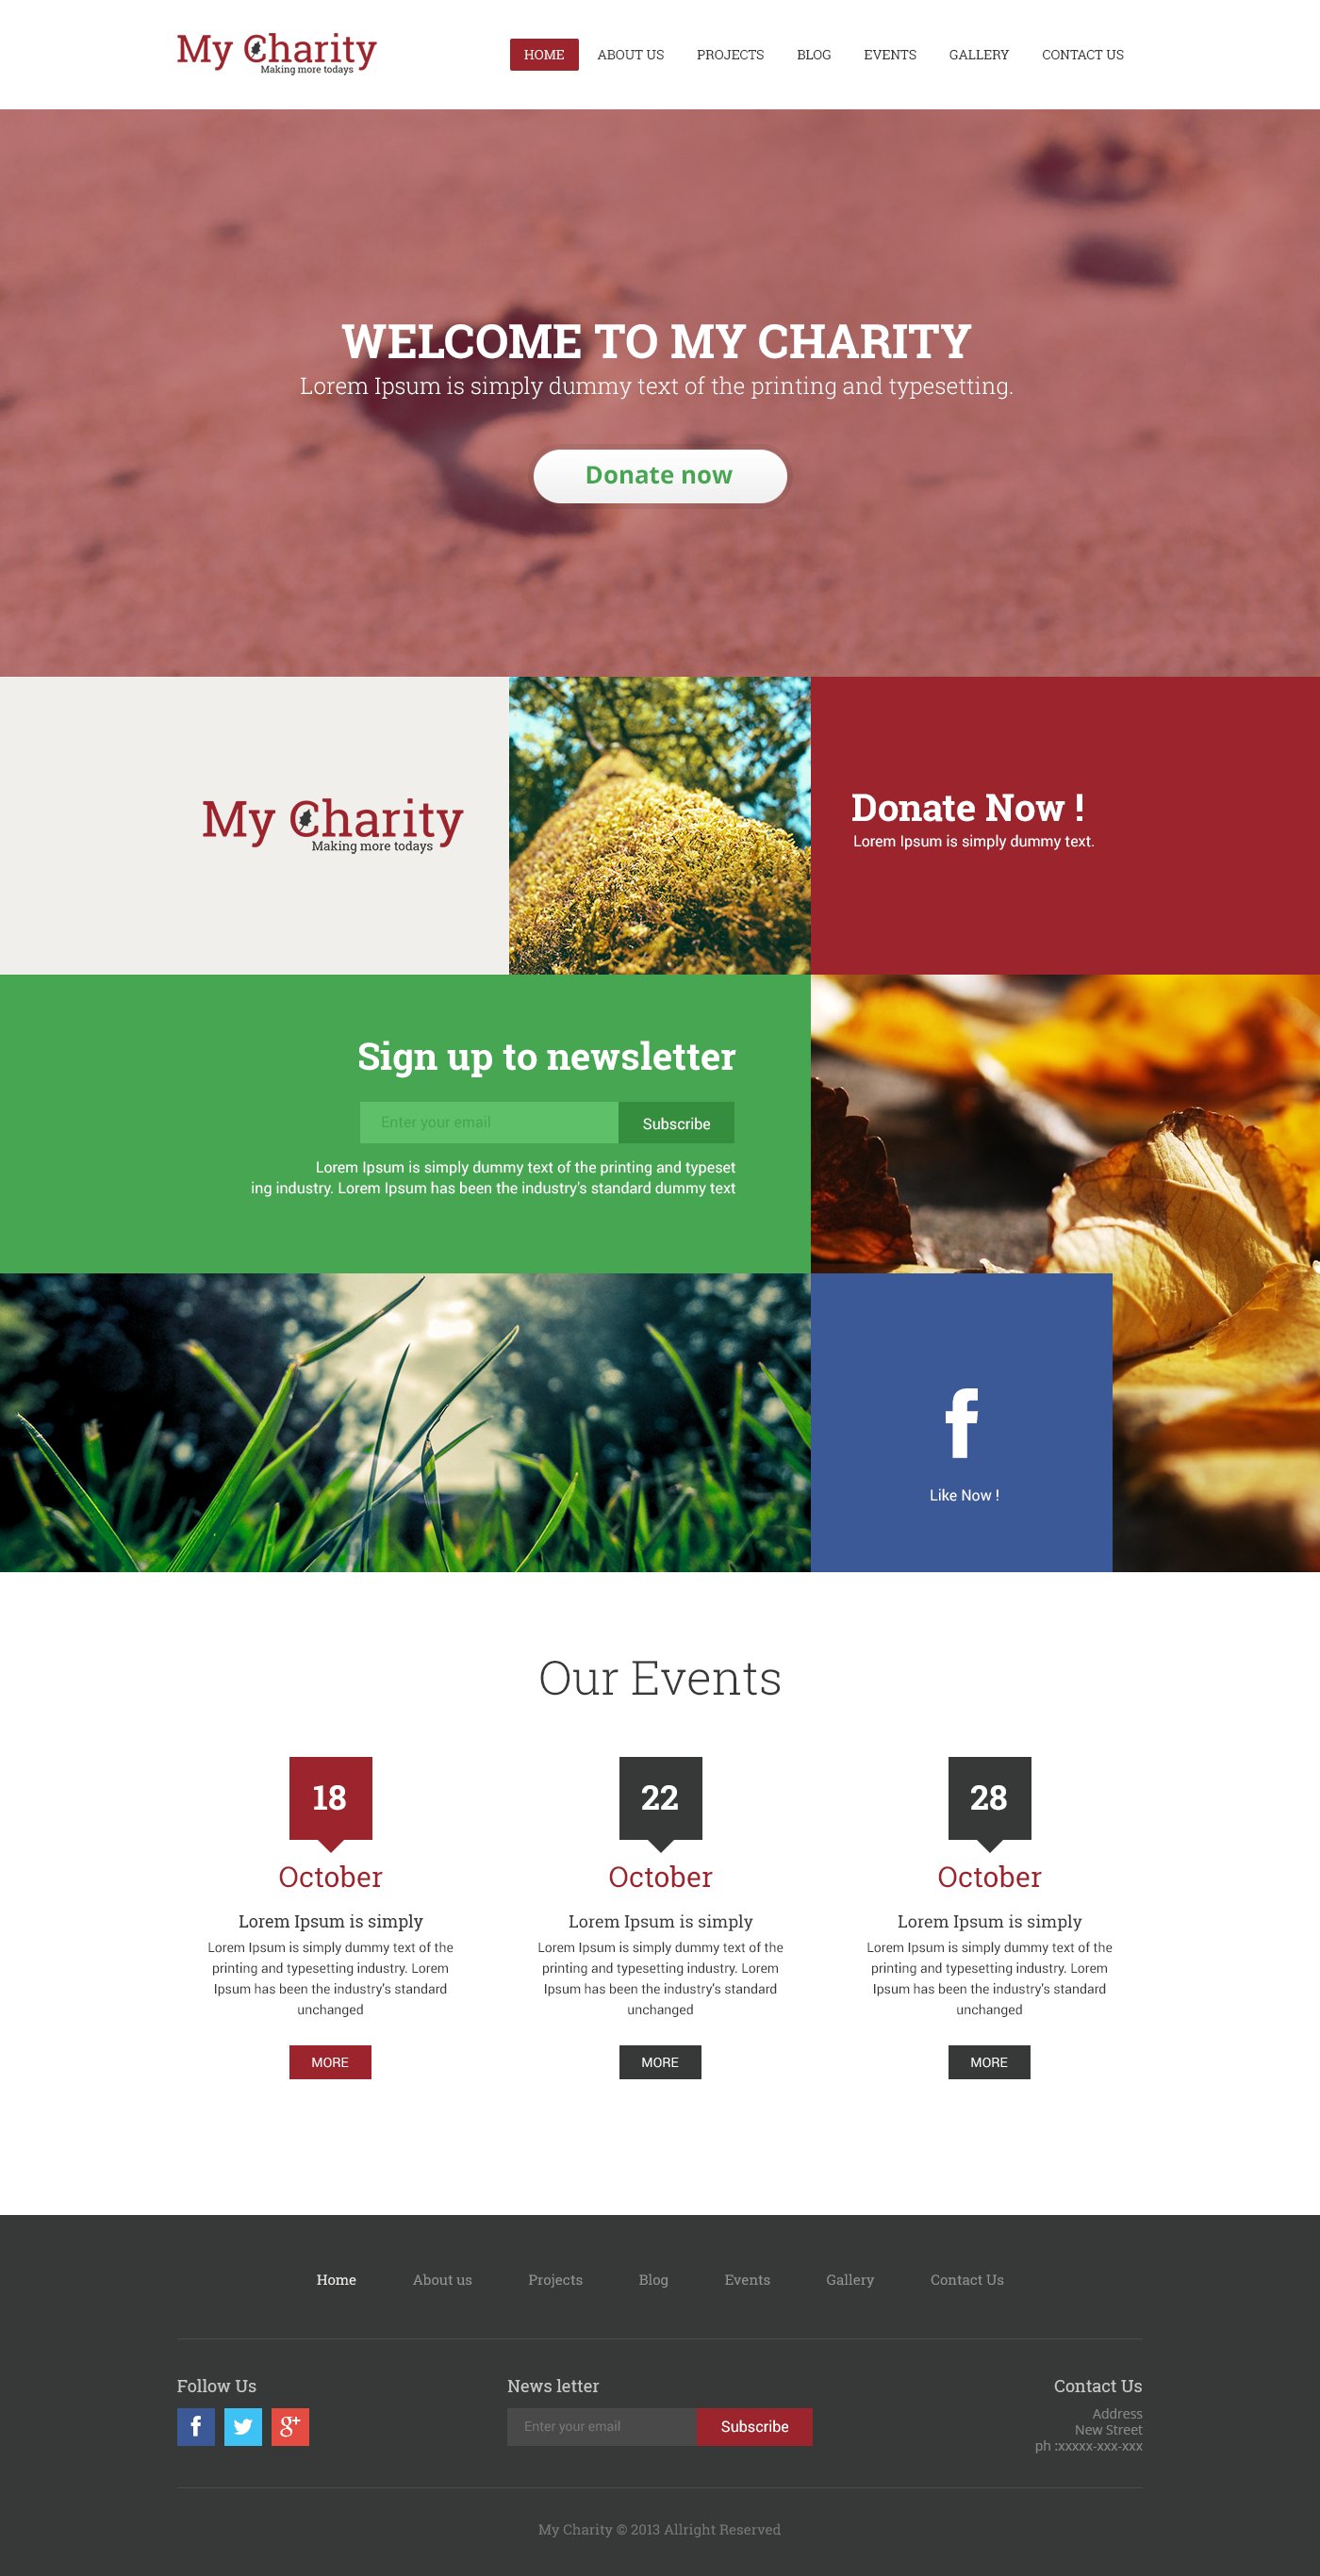 My Charity
Making more todays
HOME ABOUT US PROJECTS BLOG EVENTS GALLERY CONTACT US
WELCOME TO MY CHARITY
Lorem Ipsum is simply dummy text of the printing and typesetting.
Donate now
My Charity
Making more todays
Donate Now !
Lorem Ipsum is simply dummy text.
Sign up to newsletter
Enter your email
Subscribe
Lorem Ipsum is simply dummy text of the printing and typeset
ing industry. Lorem Ipsum has been the industry's standard dummy text
f
Like Now !
Our Events
18
October
Lorem Ipsum is simply
Lorem Ipsum is simply dummy text of the
printing and typesetting industry. Lorem
Ipsum has been the industry's standard
unchanged
MORE
22
October
Lorem Ipsum is simply
Lorem Ipsum is simply dummy text of the
printing and typesetting industry. Lorem
Ipsum has been the industry's standard
unchanged
MORE
28
October
Lorem Ipsum is simply
Lorem Ipsum is simply dummy text of the
printing and typesetting industry. Lorem
Ipsum has been the industry's standard
unchanged
MORE
Home About us Projects Blog Events Gallery Contact Us
Follow Us
f
g+
News letter
Enter your email
Subscribe
Contact Us
Address
New Street
ph :xxxxx-xxx-xxx
My Charity © 2013 Allright Reserved